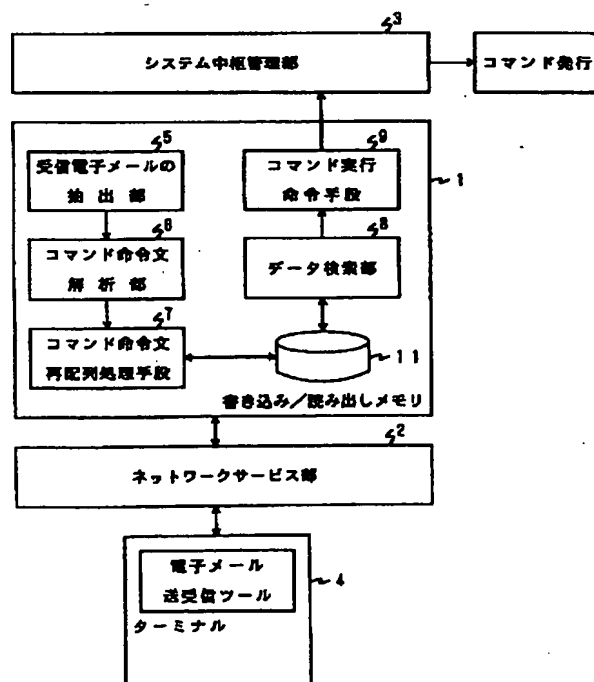 3
システム中枢管理部
コマンド発行
5
受信電子メールの
抽出部
9
コマンド実行
命令手段
1
6
コマンド命令文
解析部
8
データ検索部
7
コマンド命令文
再配列処理手段
11
書き込み/読み出しメモリ
2
ネットワークサービス部
電子メール
送受信ツール
4
ターミナル